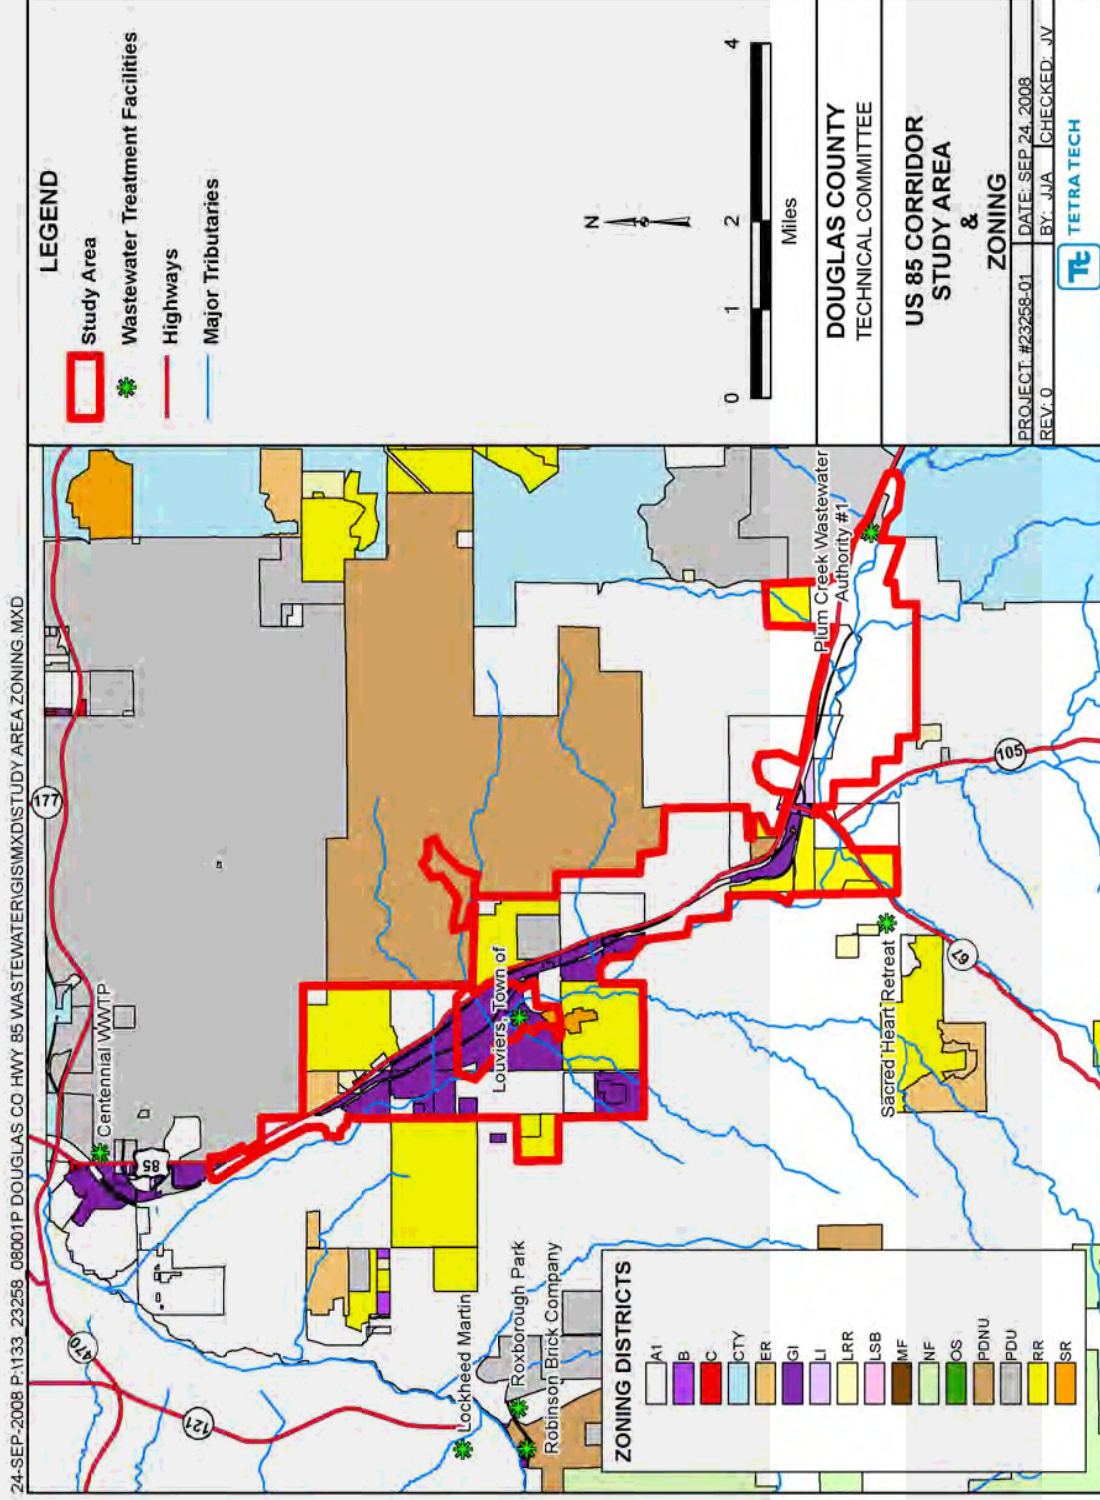 24-SEP-2008 P:\133_23258_08001\P DOUGLAS CO HWY 85 WASTEWATER\GIS\MXD\STUDY AREA ZONING.MXD
177
470
121
85
Centennial WWTP
Lockheed Martin
Roxborough Park
Robinson Brick Company
Louviers, Town of
Sacred Heart Retreat
67
105
Plum Creek Wastewater
Authority #1
ZONING DISTRICTS
A1
B
C
CTY
ER
GI
LI
LRR
LSB
MF
NF
OS
PDNU
PDU
RR
SR
LEGEND
Study Area
Wastewater Treatment Facilities
Highways
Major Tributaries
N
0 1 2 4
Miles
DOUGLAS COUNTY
TECHNICAL COMMITTEE
US 85 CORRIDOR
STUDY AREA
&
ZONING
PROJECT: #23258-01 DATE: SEP 24, 2008
REV: 0 BY: JJA CHECKED: JV
Tt TETRA TECH